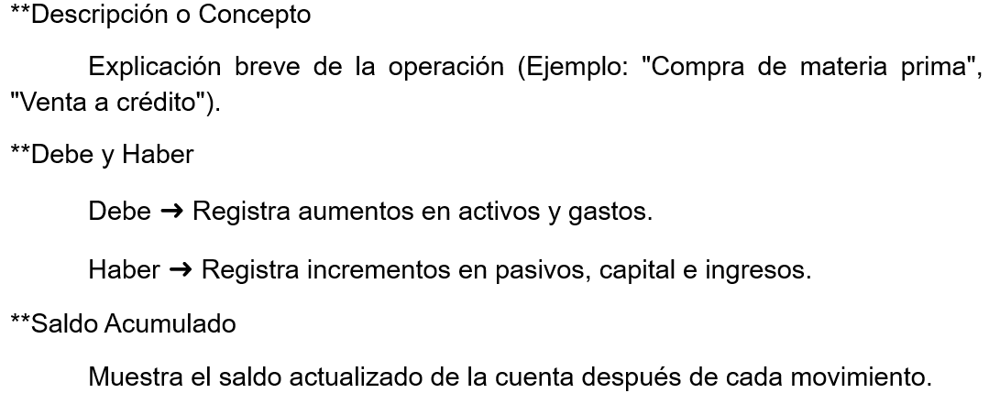 **Descripción o Concepto
Explicación breve de la operación (Ejemplo: "Compra de materia prima",
"Venta a crédito").
**Debe y Haber
Debe ➜ Registra aumentos en activos y gastos.
Haber ➜ Registra incrementos en pasivos, capital e ingresos.
**Saldo Acumulado
Muestra el saldo actualizado de la cuenta después de cada movimiento.